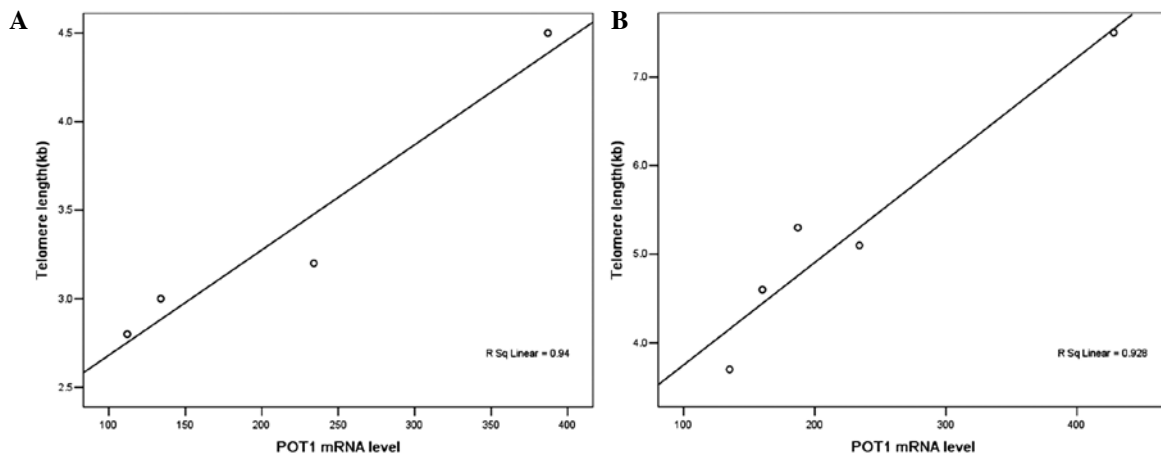 A
Telomere length(kb)
4.5
4.0
3.5
3.0
2.5
R Sq Linear = 0.94
100 150 200 250 300 350 400
POT1 mRNA level
B
Telomere length(kb)
7.0
6.0
5.0
4.0
R Sq Linear = 0.928
100 200 300 400
POT1 mRNA level